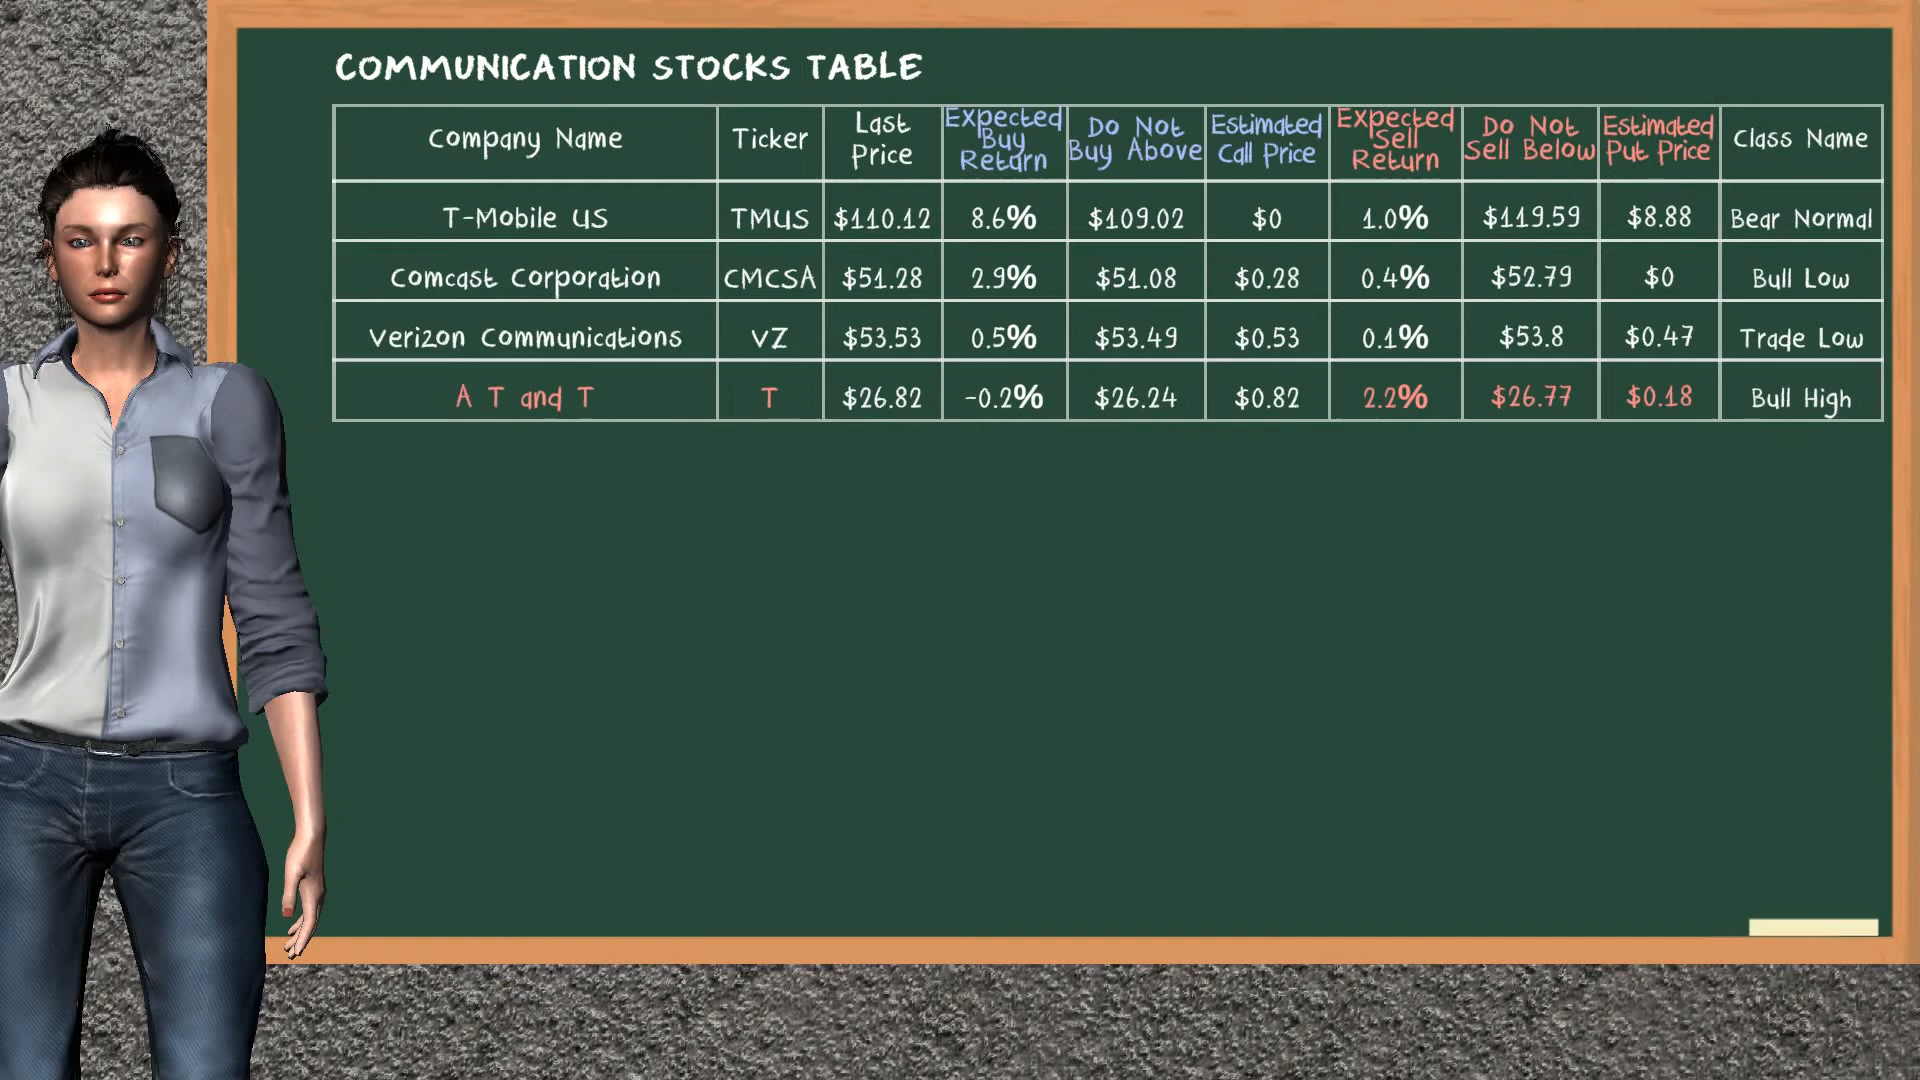 COMMUNICATION STOCKS TABLE
Company Name Ticker Last Price Expected Buy Return Do Not Buy Above Estimated Call Price Expected Sell Return Do Not Sell Below Estimated Put Price Class Name
T-Mobile US TMUS $110.12 8.6% $109.02 $0 1.0% $119.59 $8.88 Bear Normal
Comcast Corporation CMCSA $51.28 2.9% $51.08 $0.28 0.4% $52.79 $0 Bull Low
Verizon Communications VZ $53.53 0.5% $53.49 $0.53 0.1% $53.8 $0.47 Trade Low
A T and T T $26.82 -0.2% $26.24 $0.82 2.2% $26.77 $0.18 Bull High